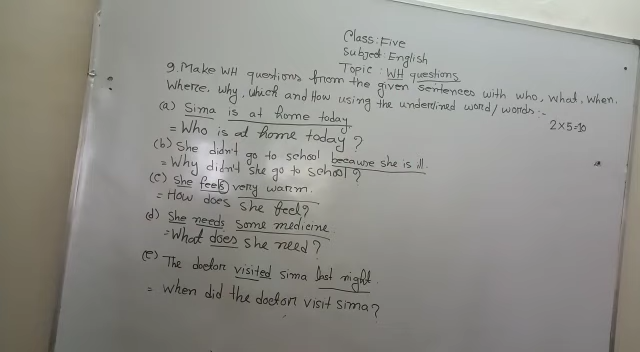 Class: Five
Subject: English
Topic: WH questions
9. Make WH questions from the given sentences with who, what, when,
where, why, which and How using the underlined word/words:-
2x5=10
(a) Sima is at home today.
= Who is at home today?
(b) She didn't go to school because she is ill.
= Why didn't she go to school?
(c) She feels very warm.
= How does she feel?
(d) She needs some medicine.
= What does she need?
(e) The doctor visited sima last night.
= When did the doctor visit sima?